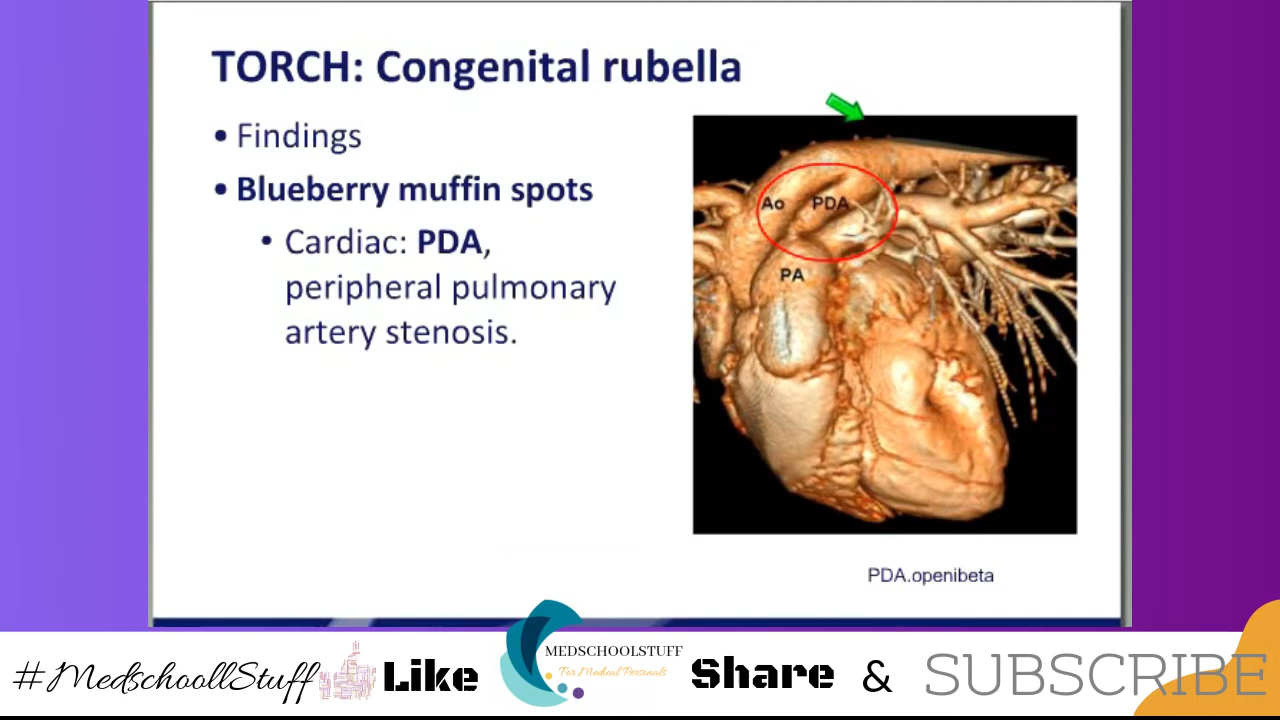 TORCH: Congenital rubella
• Findings
• Blueberry muffin spots
• Cardiac: PDA,
peripheral pulmonary
artery stenosis.
Ao PDA
PA
PDA.openibeta
#MedschoollStuff Like MEDSCHOOLSTUFF Share & SUBSCRIBE
For Medical Personals